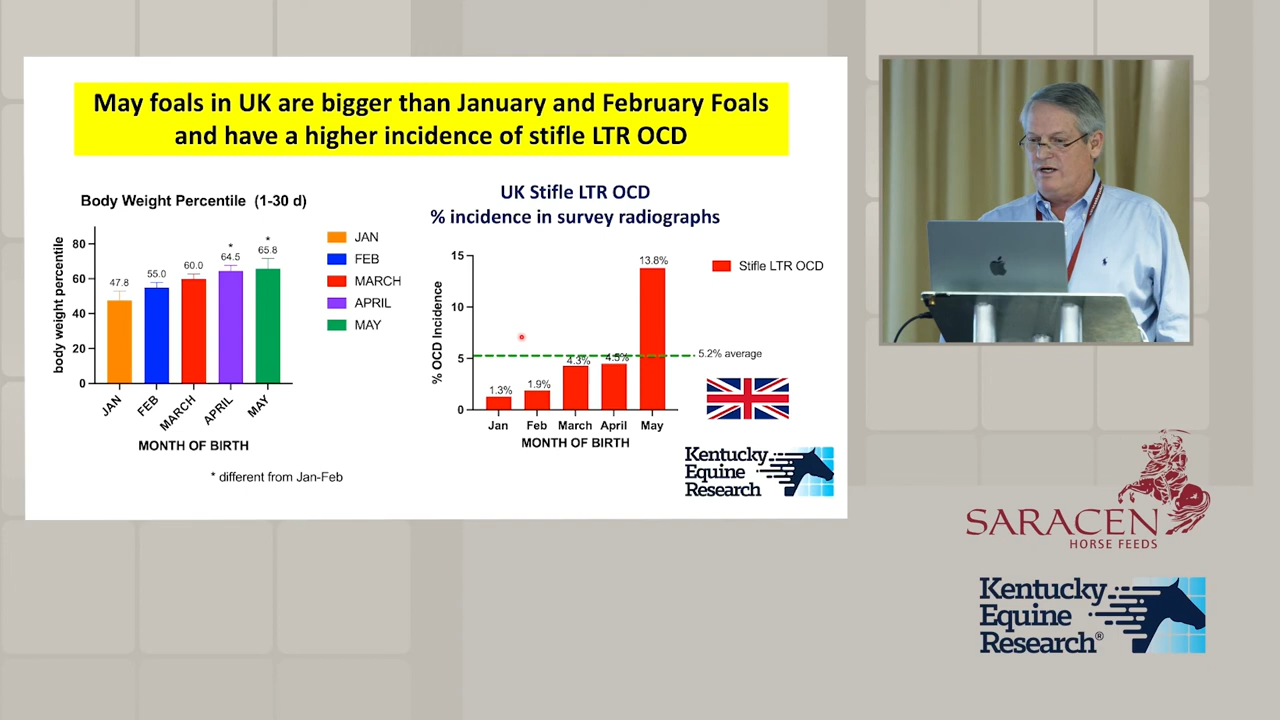 May foals in UK are bigger than January and February Foals
and have a higher incidence of stifle LTR OCD
Body Weight Percentile (1-30 d)
body weight percentile
80
60
40
20
0
47.8
55.0
60.0
*
64.5
*
65.8
JAN
FEB
MARCH
APRIL
MAY
MONTH OF BIRTH
JAN
FEB
MARCH
APRIL
MAY
* different from Jan-Feb
UK Stifle LTR OCD
% incidence in survey radiographs
% OCD Incidence
15
10
5
0
1.3%
1.9%
4.3%
4.5%
13.8%
Jan
Feb
March
April
May
MONTH OF BIRTH
Stifle LTR OCD
5.2% average
Kentucky
Equine
Research
SARACEN
HORSE FEEDS
Kentucky
Equine
Research®